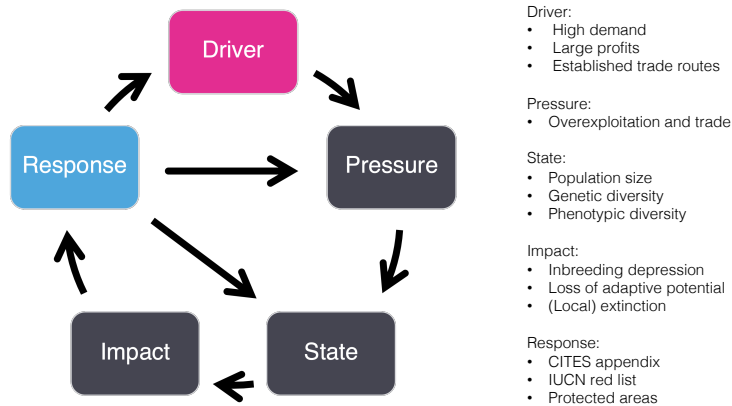 Driver
Response
Pressure
Impact
State
Driver:
• High demand
• Large profits
• Established trade routes
Pressure:
• Overexploitation and trade
State:
• Population size
• Genetic diversity
• Phenotypic diversity
Impact:
• Inbreeding depression
• Loss of adaptive potential
• (Local) extinction
Response:
• CITES appendix
• IUCN red list
• Protected areas